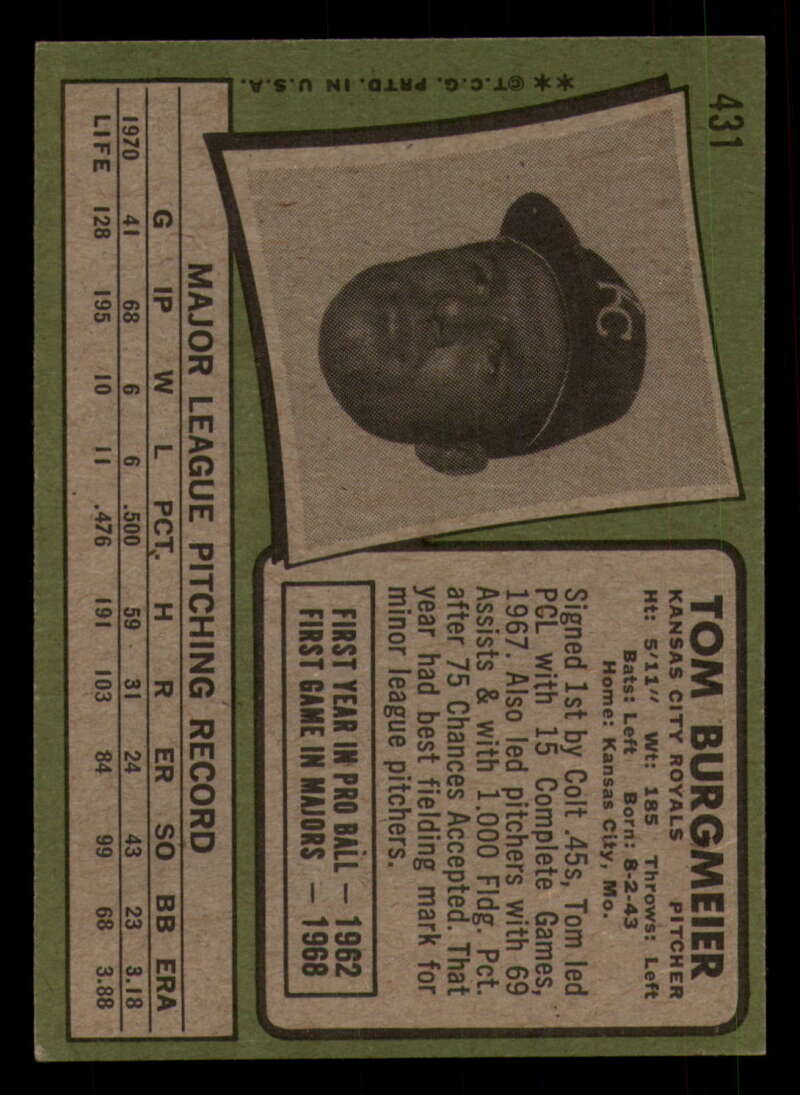 431
**©T.C.G. PRTD. IN U.S.A.
KC
TOM BURGMEIER
KANSAS CITY ROYALS PITCHER
Ht: 5'11" Wt: 185 Throws: Left
Bats: Left Born: 8-2-43
Home: Kansas City, Mo.
Signed 1st by Colt .45s, Tom led
PCL with 15 Complete Games,
1967. Also led pitchers with 69
Assists & with 1.000 Fldg. Pct.
after 75 Chances Accepted. That
year had best fielding mark for
minor league pitchers.
FIRST YEAR IN PRO BALL — 1962
FIRST GAME IN MAJORS — 1968
MAJOR LEAGUE PITCHING RECORD
G IP W L PCT. H R ER SO BB ERA
1970 41 68 6 6 .500 59 31 24 43 23 3.18
LIFE 128 195 10 11 .476 191 103 84 99 68 3.88